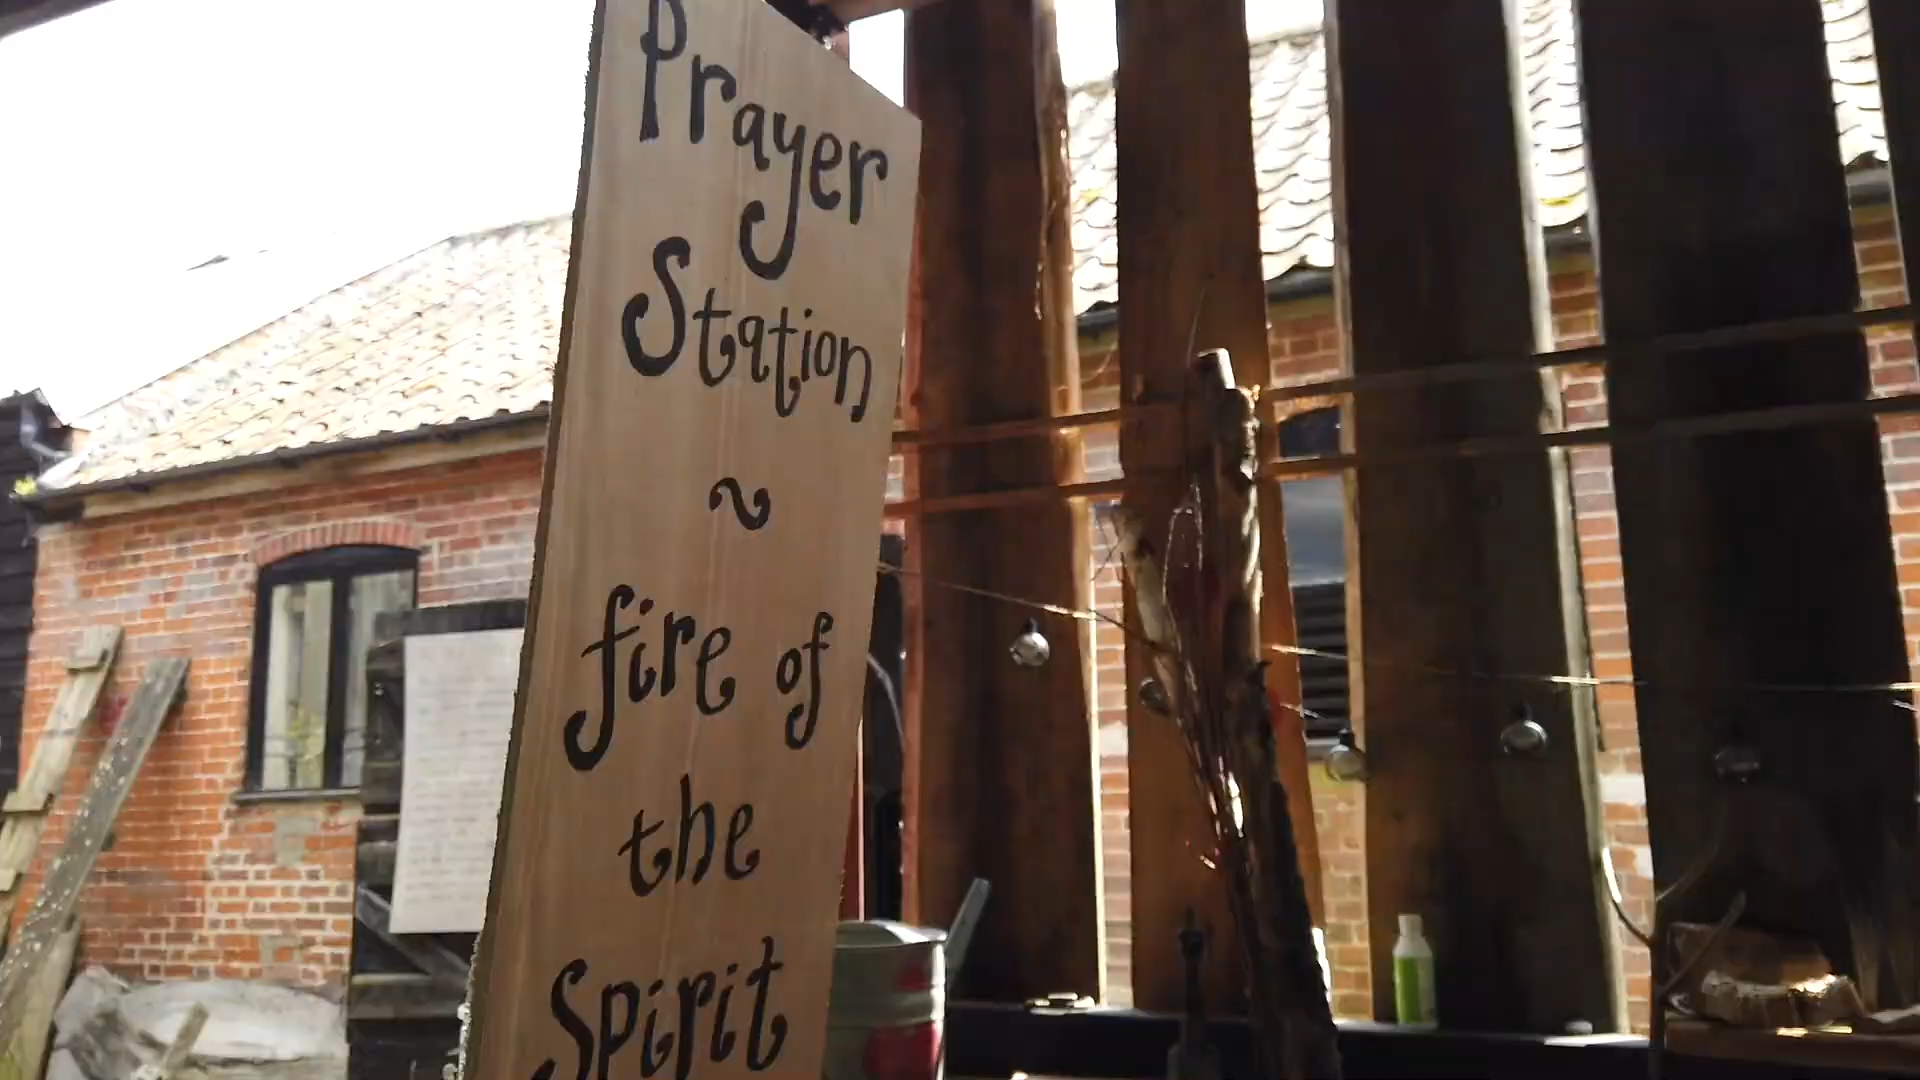 Prayer
Station
~
fire of
the
Spirit